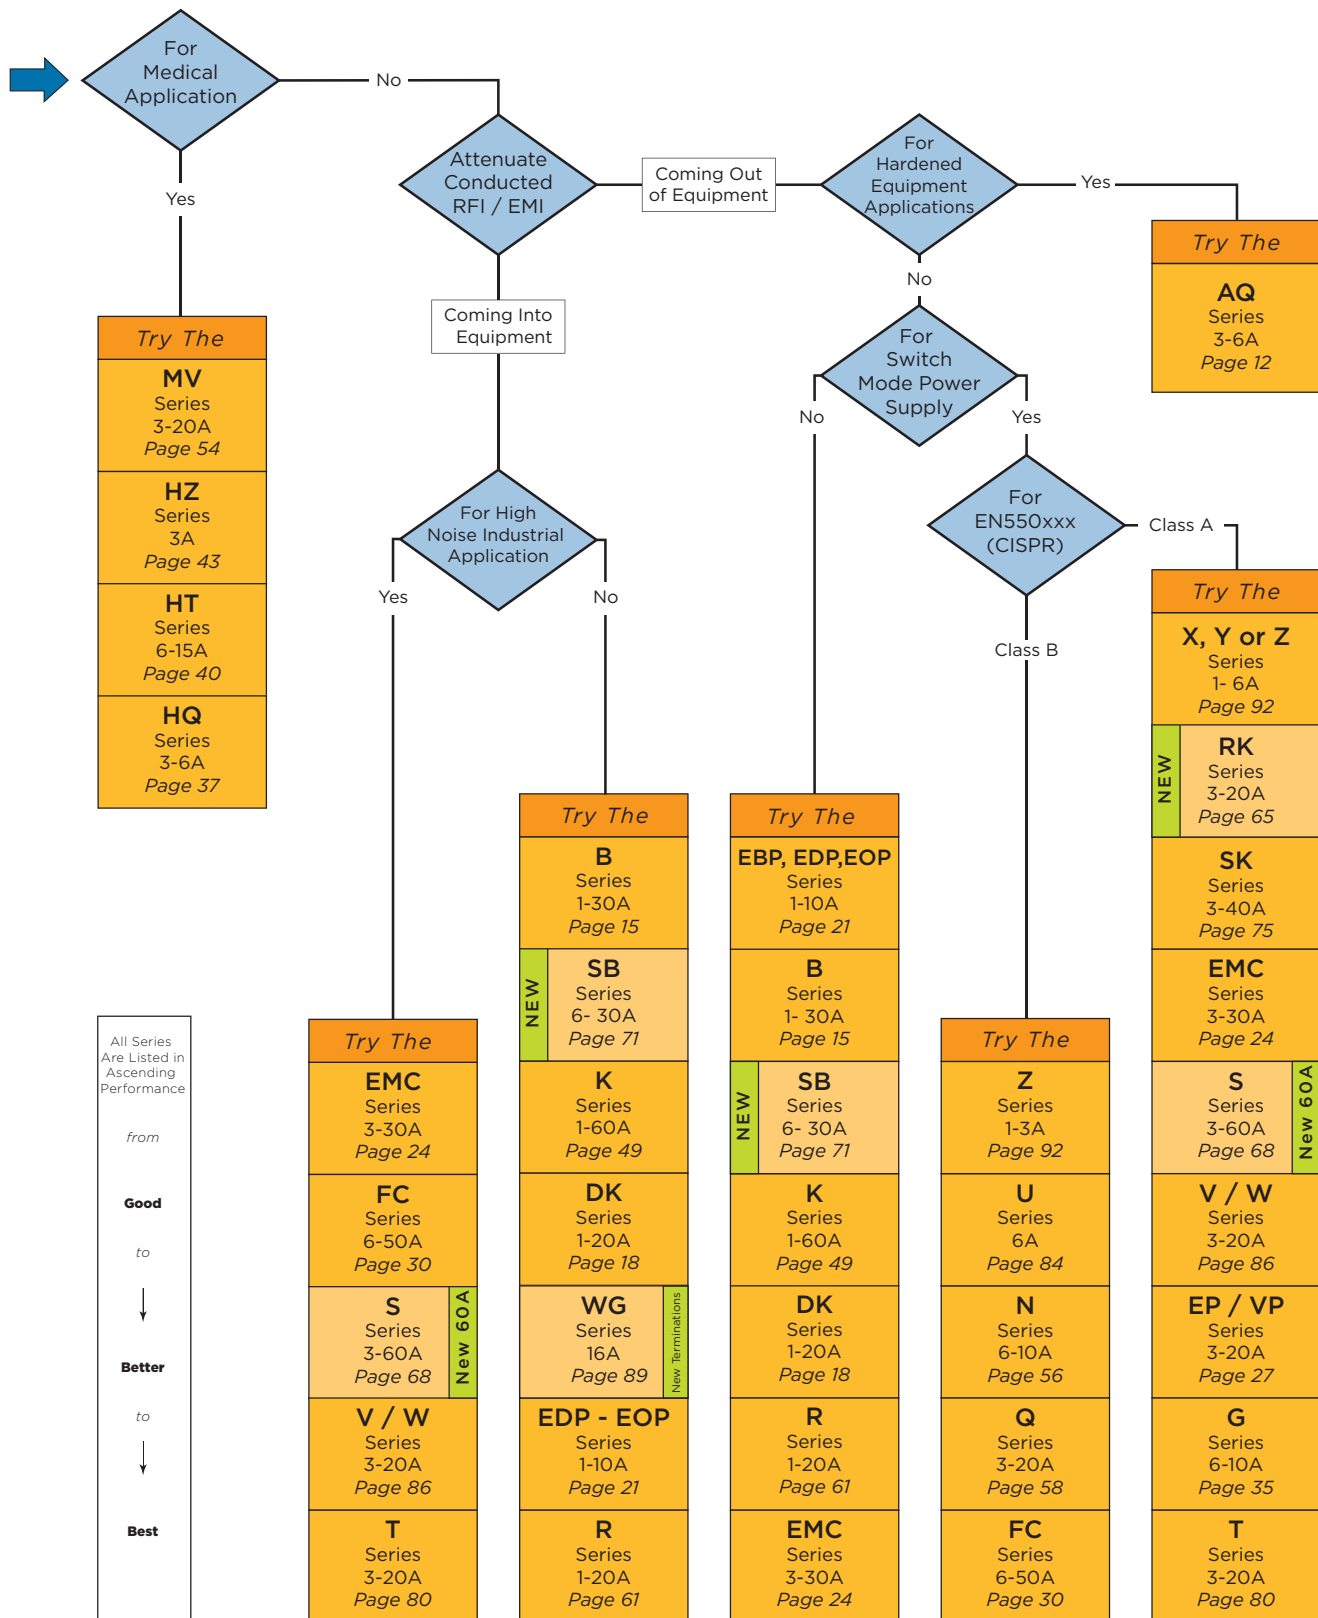 For
Medical
Application
No
Yes
Attenuate
Conducted
RFI / EMI
Coming Out
of Equipment
For
Hardened
Equipment
Applications
Yes
Try The
AQ
Series
3-6A
Page 12
No
Coming Into
Equipment
For
Switch
Mode Power
Supply
No
Yes
Try The
MV
Series
3-20A
Page 54
HZ
Series
3A
Page 43
HT
Series
6-15A
Page 40
HQ
Series
3-6A
Page 37
For High
Noise Industrial
Application
Yes
No
For
EN550xxx
(CISPR)
Class A
Class B
Try The
X, Y or Z
Series
1- 6A
Page 92
NEW
RK
Series
3-20A
Page 65
SK
Series
3-40A
Page 75
EMC
Series
3-30A
Page 24
S
Series
3-60A
Page 68
New 60A
V / W
Series
3-20A
Page 86
EP / VP
Series
3-20A
Page 27
G
Series
6-10A
Page 35
T
Series
3-20A
Page 80
Try The
B
Series
1-30A
Page 15
NEW
SB
Series
6- 30A
Page 71
K
Series
1-60A
Page 49
DK
Series
1-20A
Page 18
WG
Series
16A
Page 89
New Terminations
EDP - EOP
Series
1-10A
Page 21
R
Series
1-20A
Page 61
Try The
EBP, EDP,EOP
Series
1-10A
Page 21
B
Series
1- 30A
Page 15
NEW
SB
Series
6- 30A
Page 71
K
Series
1-60A
Page 49
DK
Series
1-20A
Page 18
R
Series
1-20A
Page 61
EMC
Series
3-30A
Page 24
All Series
Are Listed in
Ascending
Performance
from
Good
to
Better
to
Best
Try The
EMC
Series
3-30A
Page 24
FC
Series
6-50A
Page 30
S
Series
3-60A
Page 68
New 60A
V / W
Series
3-20A
Page 86
T
Series
3-20A
Page 80
Try The
Z
Series
1-3A
Page 92
U
Series
6A
Page 84
N
Series
6-10A
Page 56
Q
Series
3-20A
Page 58
FC
Series
6-50A
Page 30